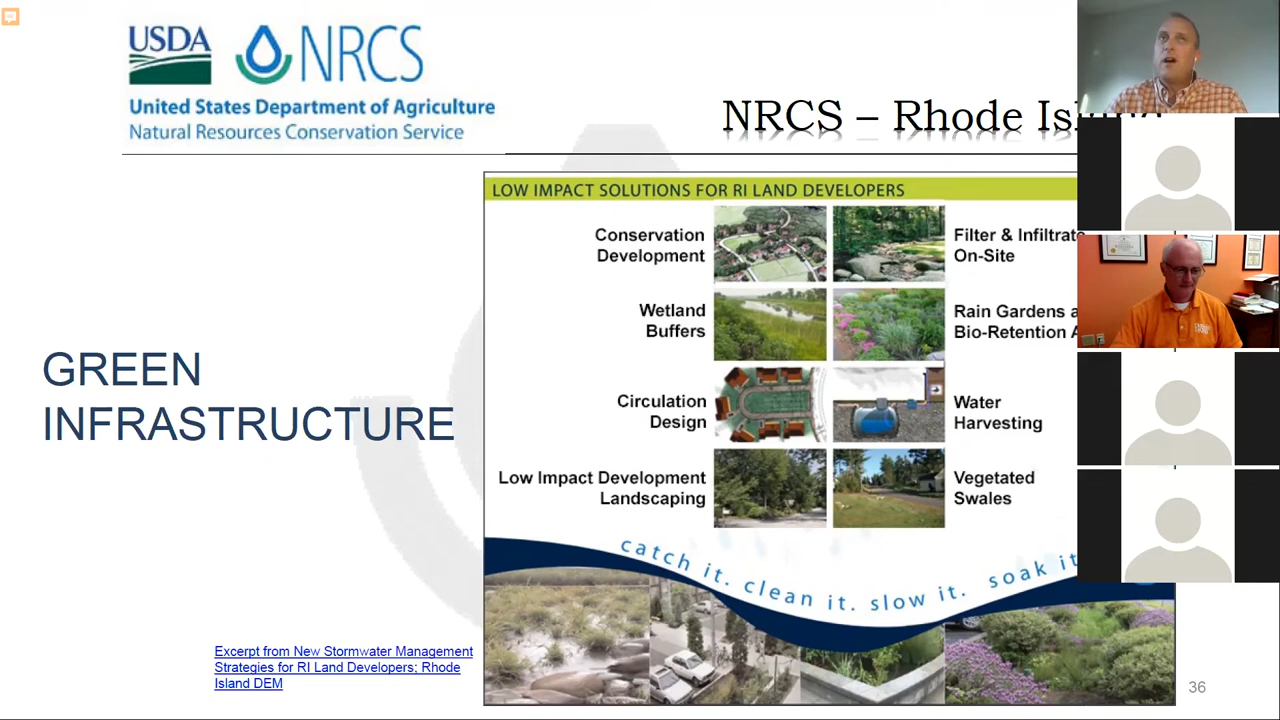 USDA NRCS
United States Department of Agriculture
Natural Resources Conservation Service
NRCS – Rhode
LOW IMPACT SOLUTIONS FOR RI LAND DEVELOPERS
Conservation
Development
Filter & Infiltrate
On-Site
Wetland
Buffers
Rain Gardens
Bio-Retention
Circulation
Design
Water
Harvesting
Low Impact Development
Landscaping
Vegetated
Swales
GREEN
INFRASTRUCTURE
catch it. clean it. slow it. soak it
Excerpt from New Stormwater Management
Strategies for RI Land Developers; Rhode
Island DEM
36